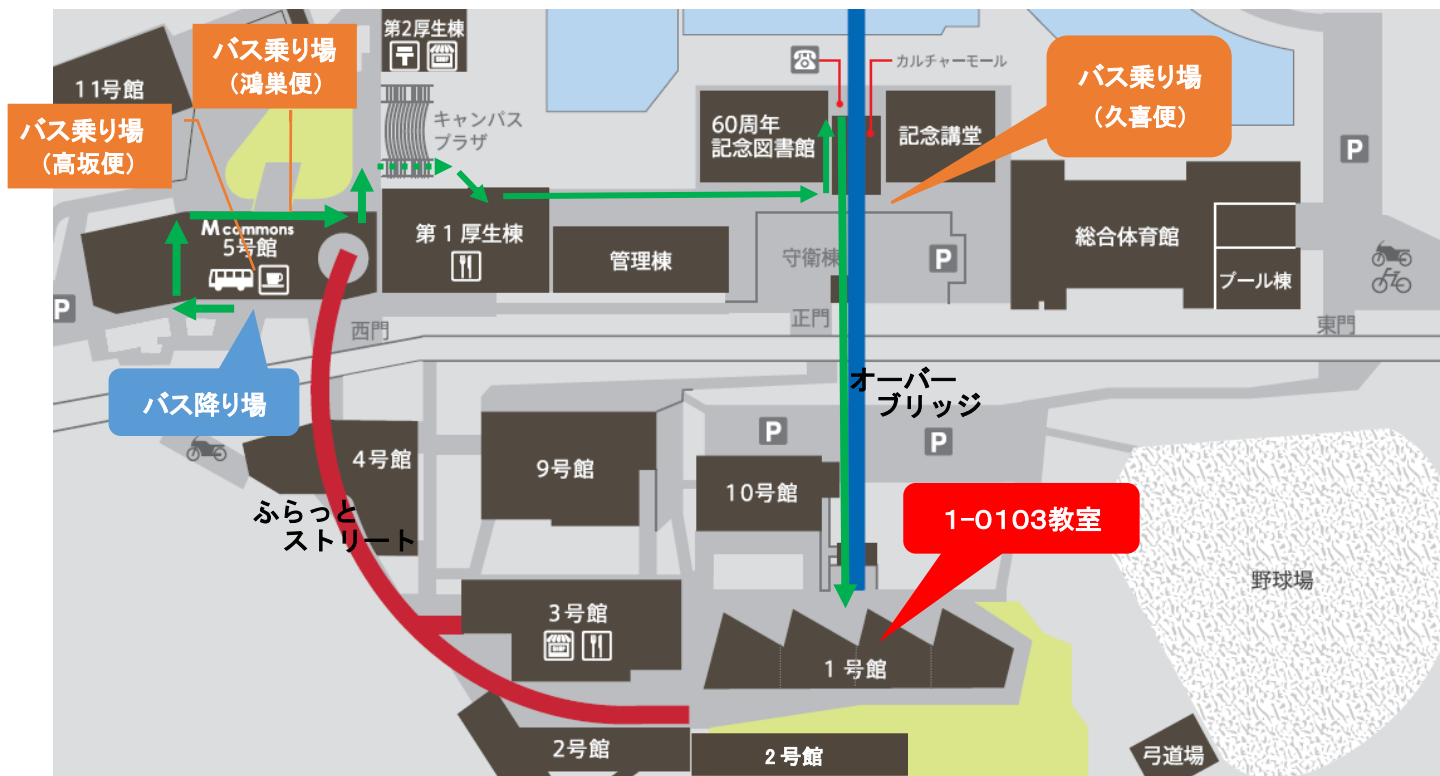 第2厚生棟
〒
SHOP
バス乗り場
（鴻巣便）
11号館
バス乗り場
（高坂便）
キャンパス
プラザ
カルチャーモール
バス乗り場
（久喜便）
60周年
記念図書館
記念講堂
P
M commons
5号館
第1厚生棟
管理棟
守衛棟
P
総合体育館
プール棟
P
西門
正門
東門
バス降り場
オーバー
ブリッジ
P
P
4号館
9号館
10号館
ふらっと
ストリート
1-0103教室
野球場
3号館
SHOP
1号館
2号館
2号館
弓道場